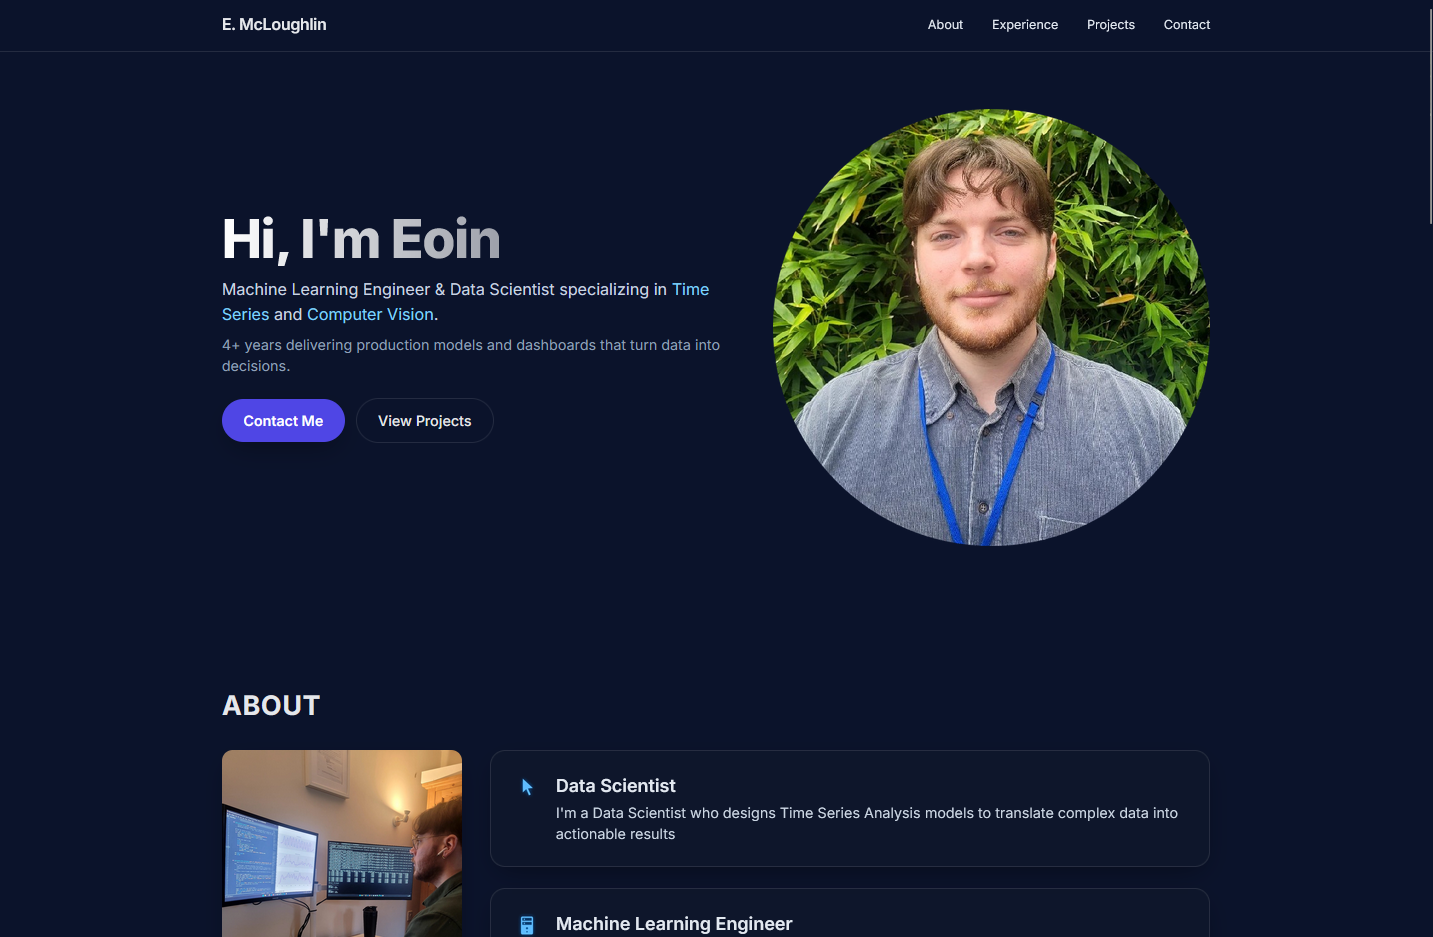 E. McLoughlin
About Experience Projects Contact
Hi, I'm Eoin
Machine Learning Engineer & Data Scientist specializing in Time
Series and Computer Vision.
4+ years delivering production models and dashboards that turn data into
decisions.
Contact Me View Projects
ABOUT
Data Scientist
I'm a Data Scientist who designs Time Series Analysis models to translate complex data into
actionable results
Machine Learning Engineer